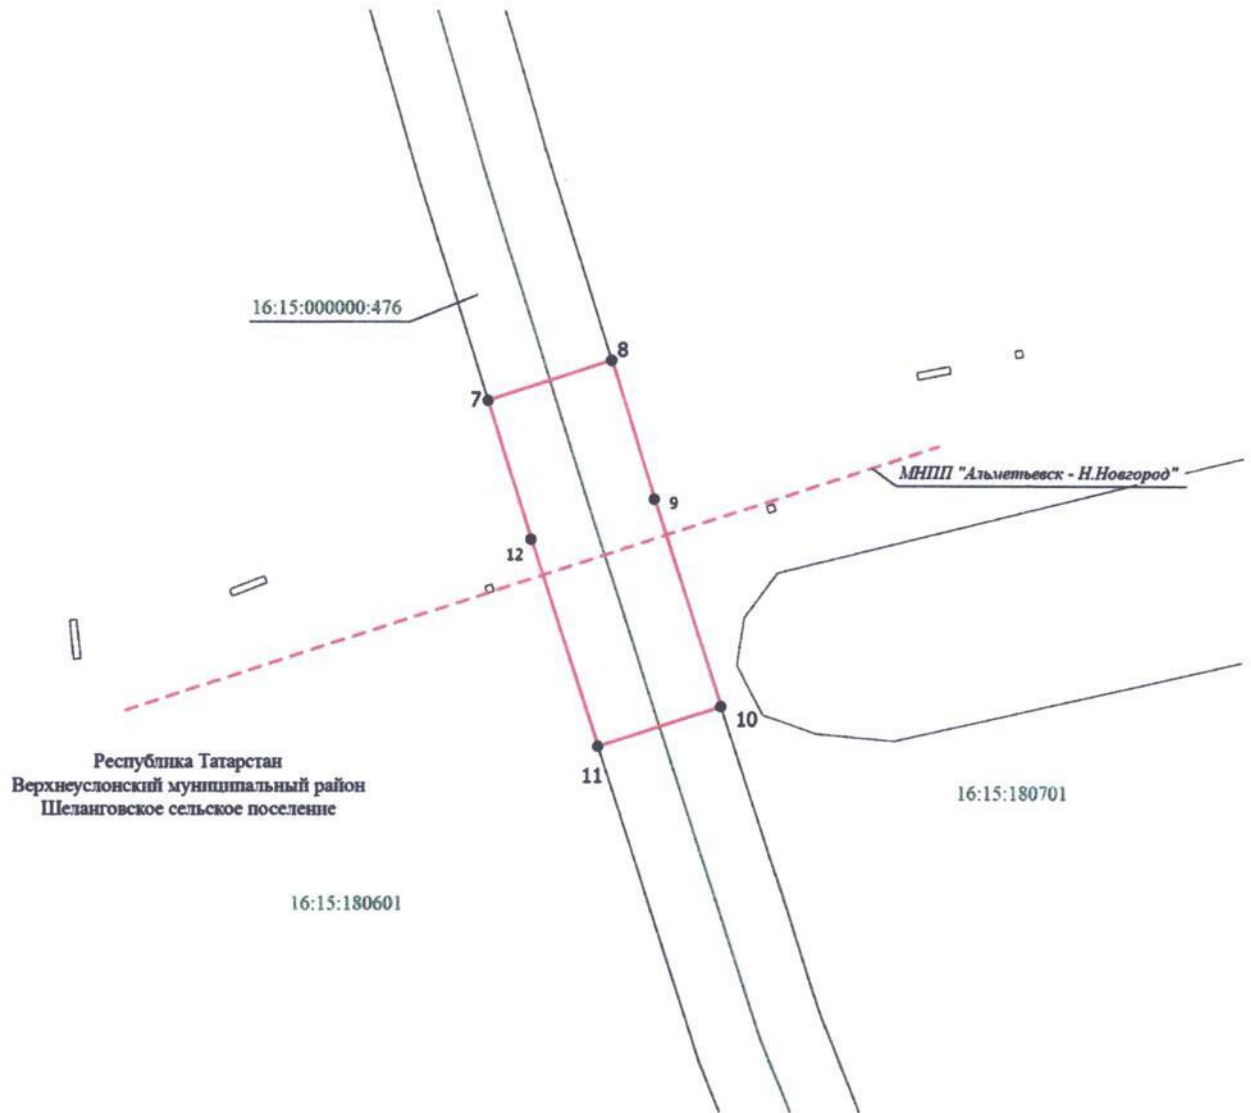 16:15:000000:476
8
7
МНПП "Альметьевск - Н.Новгород"
9
12
10
11
Республика Татарстан
Верхнеуслонский муниципальный район
Шеланговское сельское поселение
16:15:180701
16:15:180601